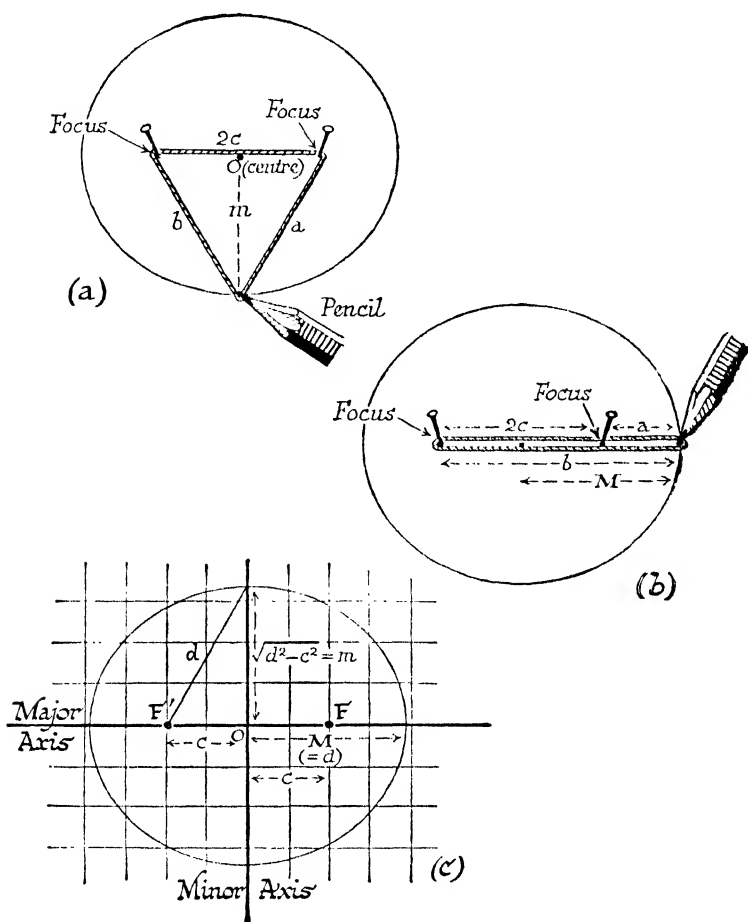 Focus
Focus
2c
O (centre)
b
m
a
(a)
Pencil
Focus
Focus
2c
a
b
M
(b)
d
√d²–c² = m
Major
Axis
F'
O
F
c
M
(= d)
c
(c)
Minor Axis